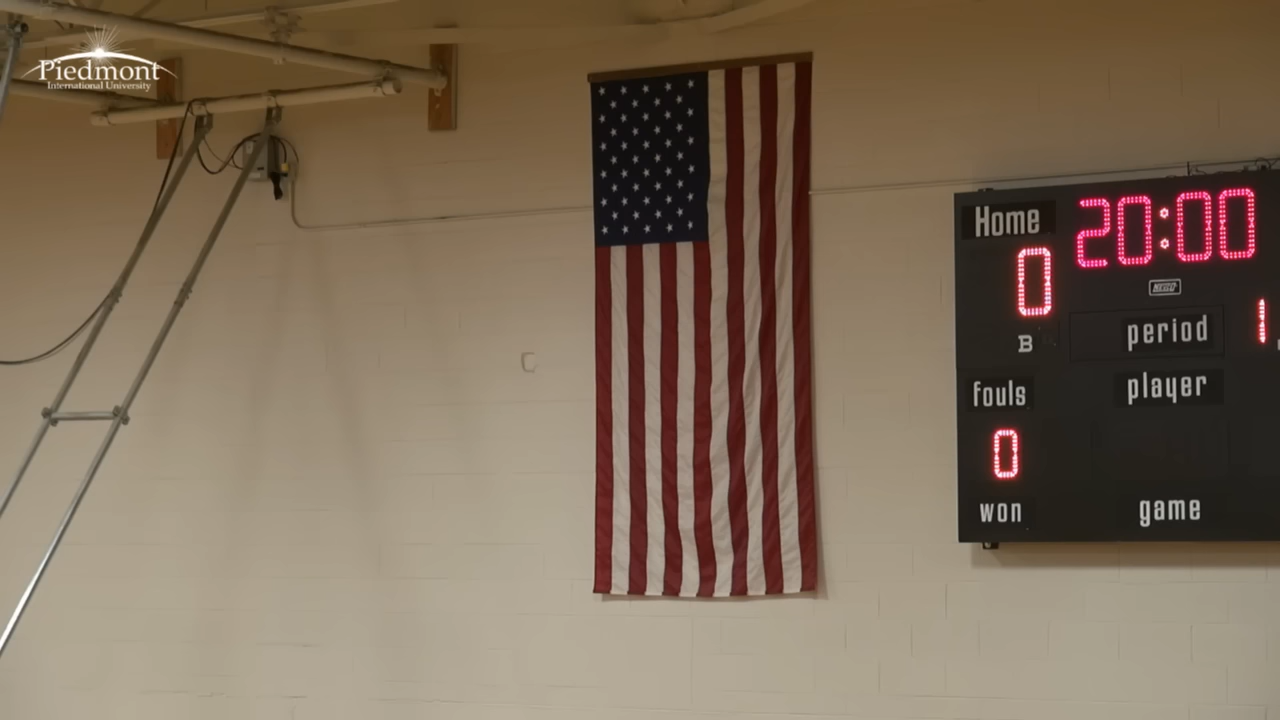 Piedmont
International University
Home
20:00
0
B
period
1
fouls
player
0
won
game